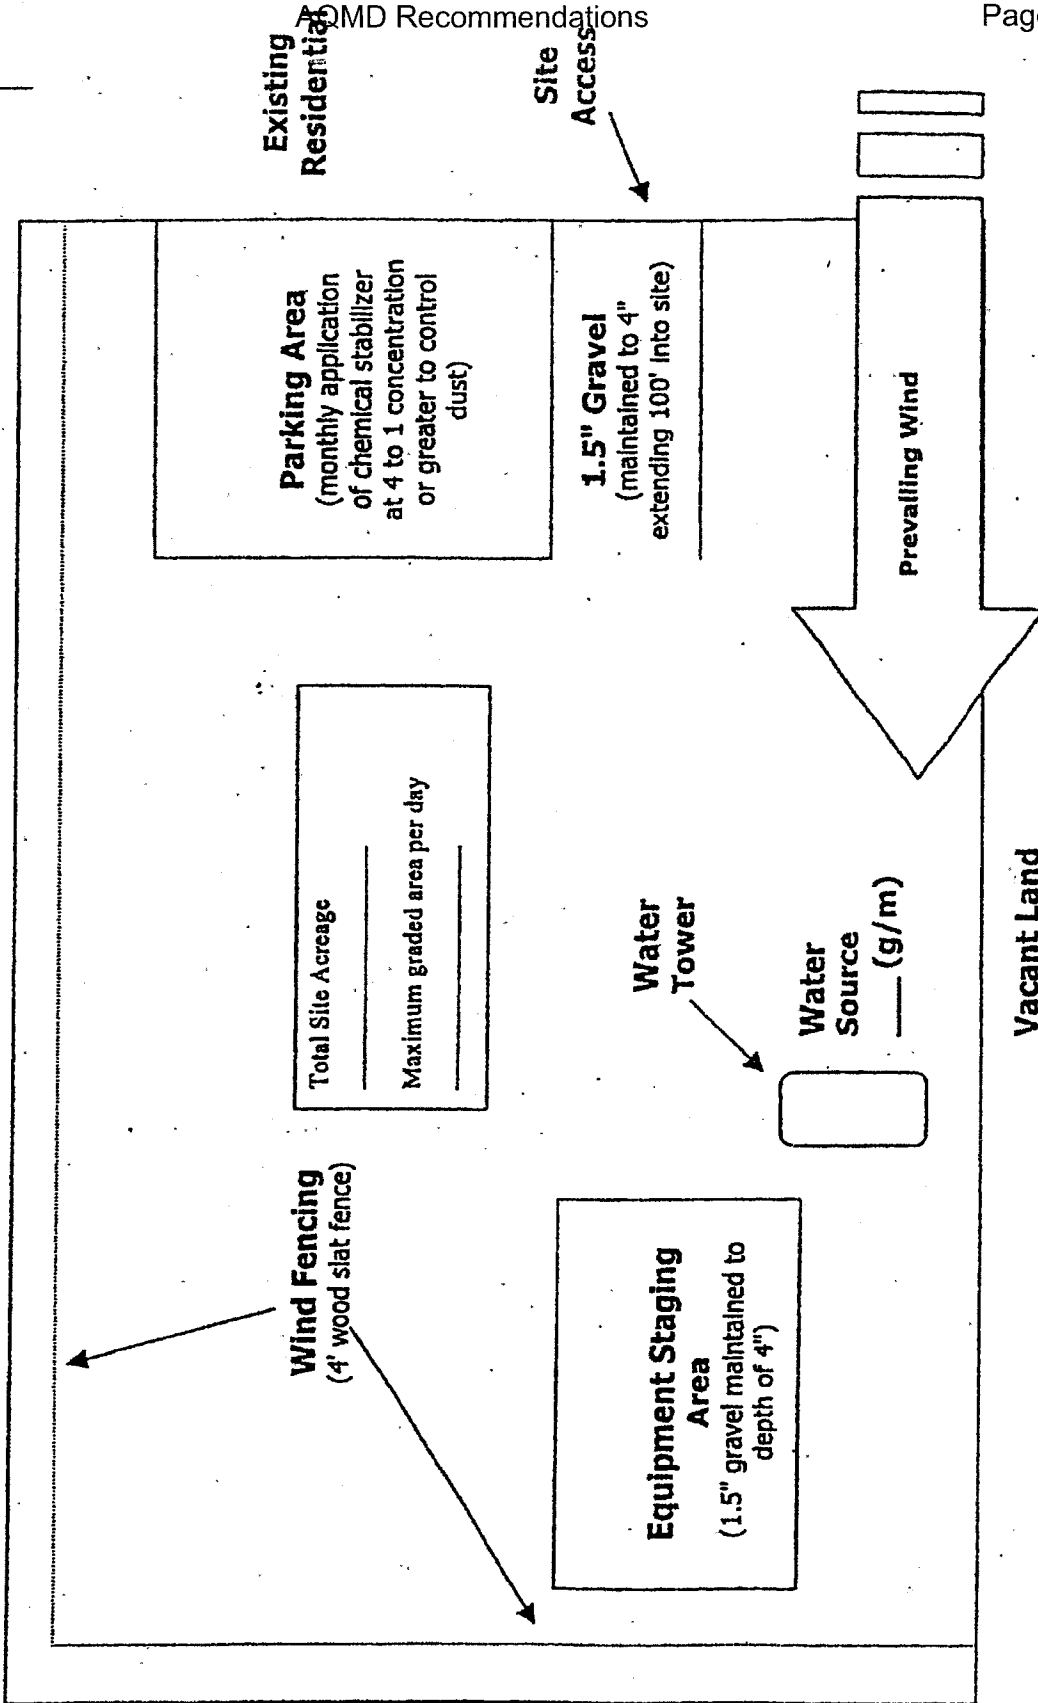 AQMD Recommendations
Existing
Residential
Site
Access
Parking Area
(monthly application
of chemical stabilizer
at 4 to 1 concentration
or greater to control
dust)
1.5" Gravel
(maintained to 4"
extending 100' into site)
Prevailing Wind
Total Site Acreage
Maximum graded area per day
Water
Tower
Water
Source
(g/m)
Vacant Land
Wind Fencing
(4' wood slat fence)
Equipment Staging
Area
(1.5" gravel maintained to
depth of 4")